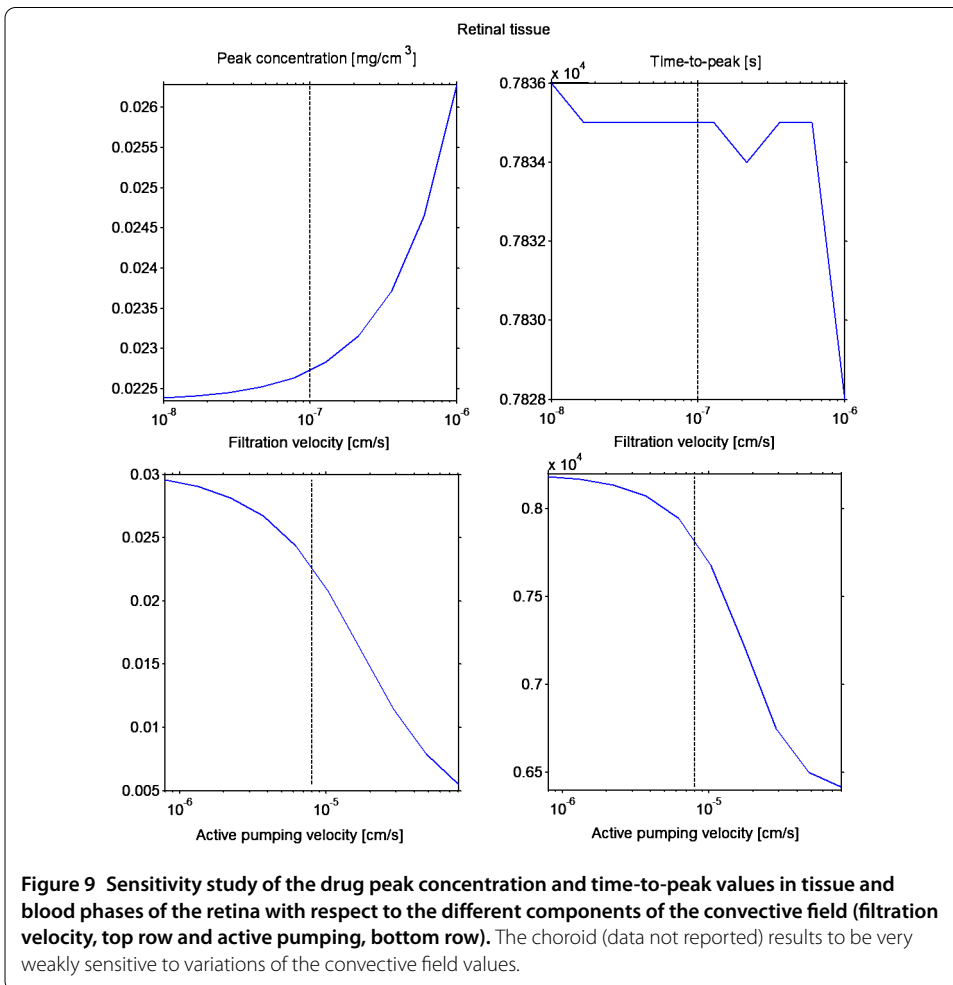 Retinal tissue
Peak concentration [mg/cm³]
Time-to-peak [s]
x 10⁴
0.026
0.0255
0.025
0.0245
0.024
0.0235
0.023
0.0225
10⁻⁸ 10⁻⁷ 10⁻⁶
Filtration velocity [cm/s]
0.7836
0.7834
0.7832
0.7830
0.7828
10⁻⁸ 10⁻⁷ 10⁻⁶
Filtration velocity [cm/s]
0.03
0.025
0.02
0.015
0.01
0.005
10⁻⁶ 10⁻⁵
Active pumping velocity [cm/s]
x 10⁴
0.8
0.75
0.7
0.65
10⁻⁶ 10⁻⁵
Active pumping velocity [cm/s]
Figure 9 Sensitivity study of the drug peak concentration and time-to-peak values in tissue and
blood phases of the retina with respect to the different components of the convective field (filtration
velocity, top row and active pumping, bottom row). The choroid (data not reported) results to be very
weakly sensitive to variations of the convective field values.